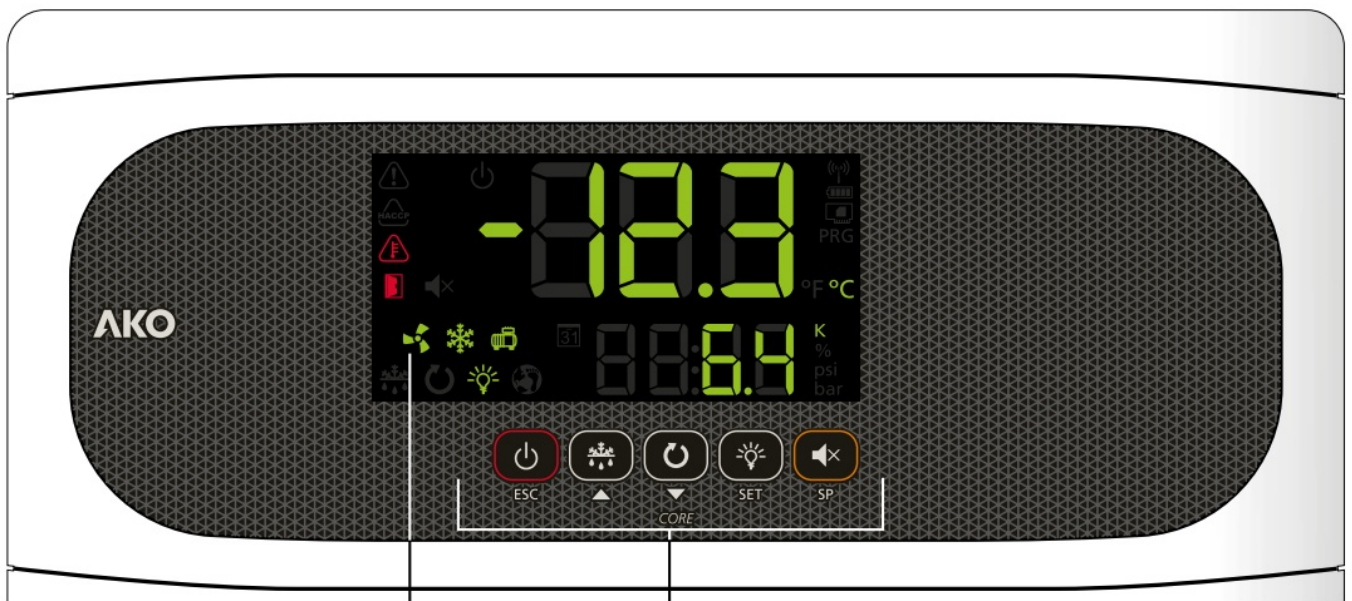 -12.3
HACCP
PRG
°F °C
AKO
31
6.4
K
%
psi
bar
ESC
SET
SP
CORE